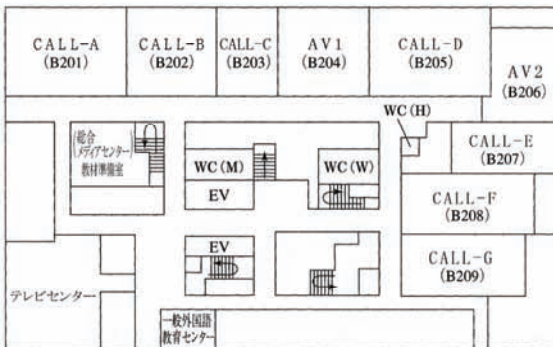 CALL-A
(B201)
CALL-B
(B202)
CALL-C
(B203)
AV1
(B204)
CALL-D
(B205)
AV2
(B206)
WC(H)
(総合
メディアセンター)
教材準備室
WC(M)
WC(W)
CALL-E
(B207)
EV
CALL-F
(B208)
EV
CALL-G
(B209)
テレビセンター
一般外国語
教育センター